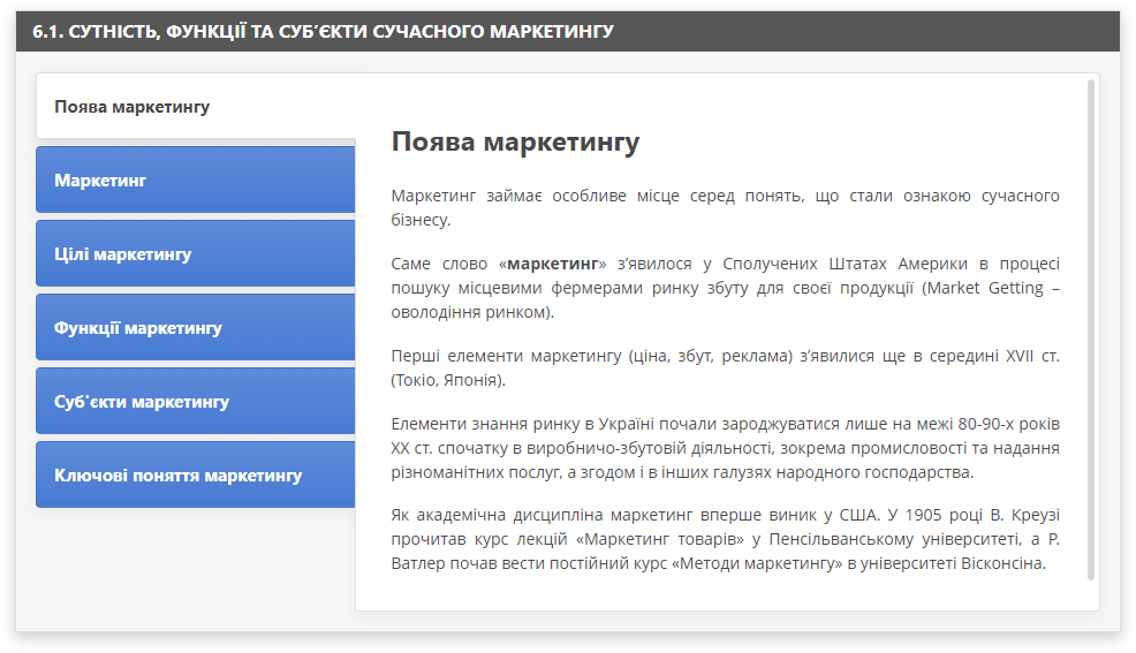 6.1. СУТНІСТЬ, ФУНКЦІЇ ТА СУБ’ЄКТИ СУЧАСНОГО МАРКЕТИНГУ
Поява маркетингу
Маркетинг
Цілі маркетингу
Функції маркетингу
Суб'єкти маркетингу
Ключові поняття маркетингу
Поява маркетингу
Маркетинг займає особливе місце серед понять, що стали ознакою сучасного
бізнесу.
Саме слово «маркетинг» з’явилося у Сполучених Штатах Америки в процесі
пошуку місцевими фермерами ринку збуту для своєї продукції (Market Getting –
оволодіння ринком).
Перші елементи маркетингу (ціна, збут, реклама) з’явилися ще в середині XVII ст.
(Токіо, Японія).
Елементи знання ринку в Україні почали зароджуватися лише на межі 80-90-х років
XX ст. спочатку в виробничо-збутовій діяльності, зокрема промисловості та надання
різноманітних послуг, а згодом і в інших галузях народного господарства.
Як академічна дисципліна маркетинг вперше виник у США. У 1905 році В. Креузі
прочитав курс лекцій «Маркетинг товарів» у Пенсільванському університеті, а Р.
Ватлер почав вести постійний курс «Методи маркетингу» в університеті Вісконсіна.